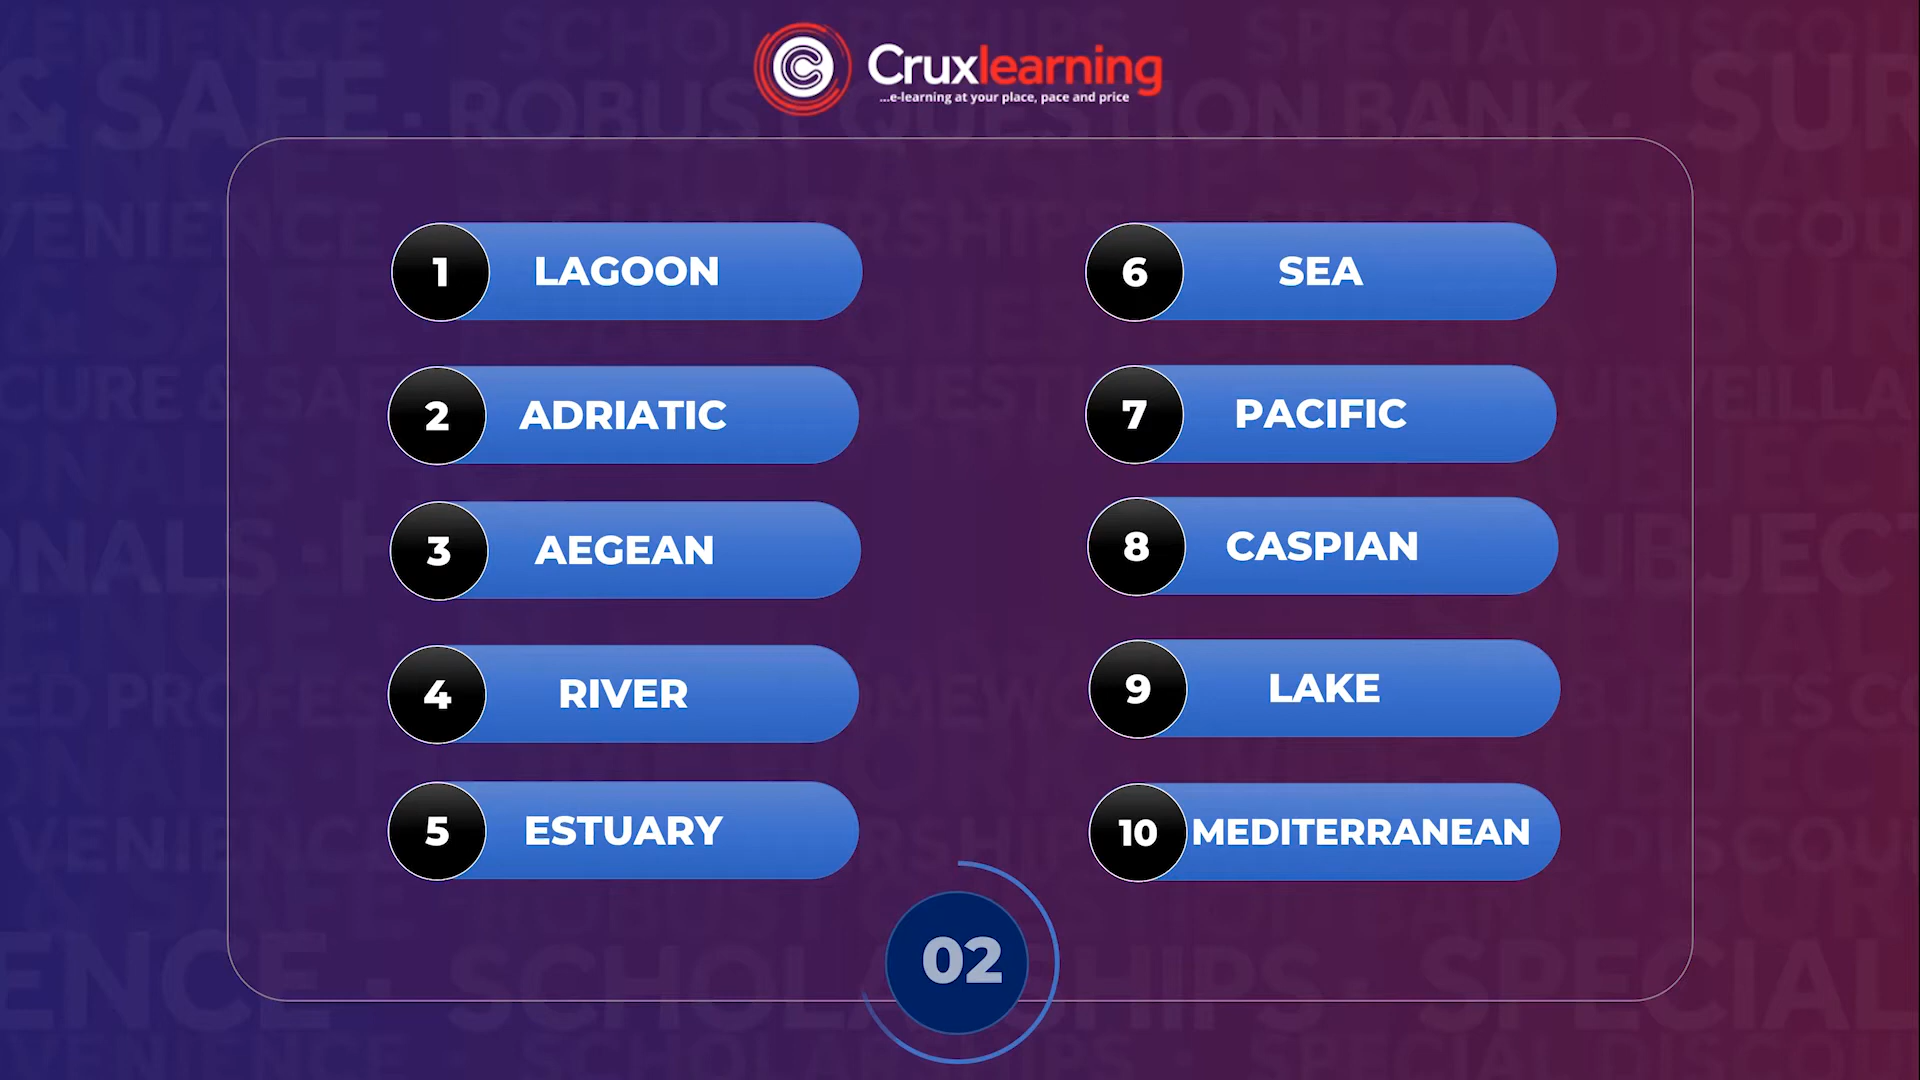 Cruxlearning
...e-learning at your place, pace and price
1 LAGOON
2 ADRIATIC
3 AEGEAN
4 RIVER
5 ESTUARY
6 SEA
7 PACIFIC
8 CASPIAN
9 LAKE
10 MEDITERRANEAN
02